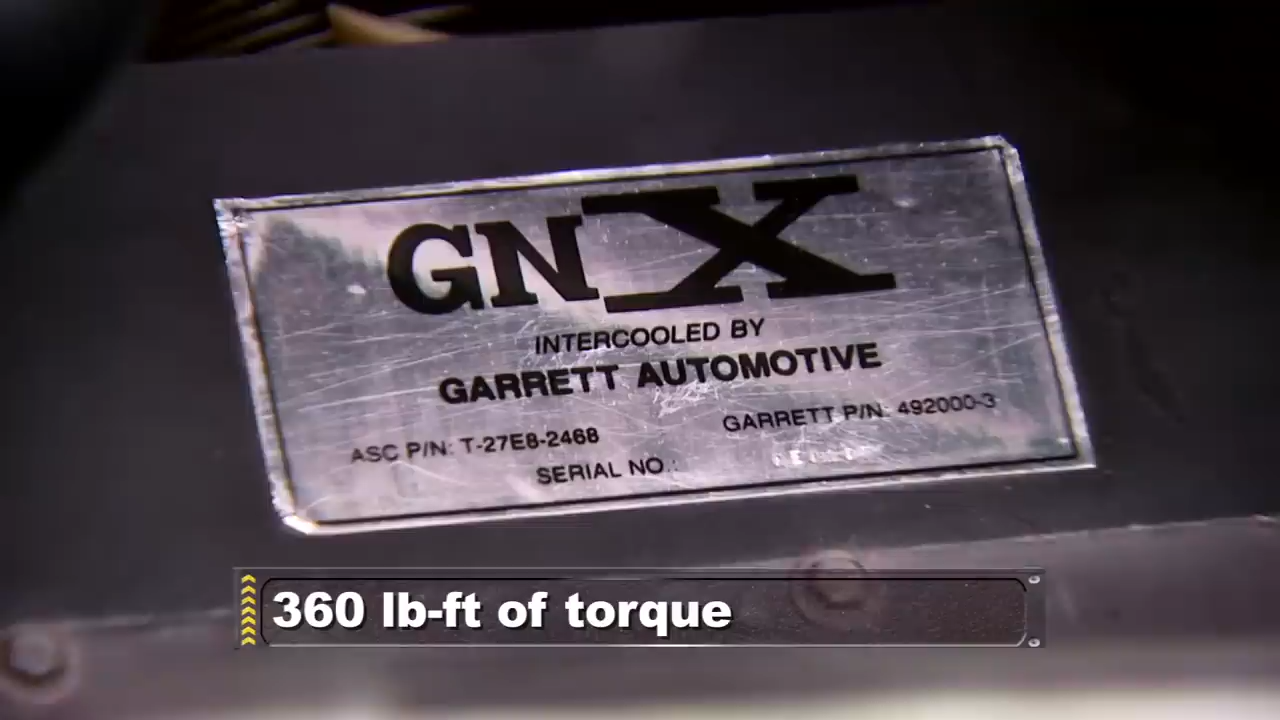 GNX
INTERCOOLED BY
GARRETT AUTOMOTIVE
ASC P/N: T-27E8-2468 GARRETT P/N: 492000-3
SERIAL NO.:
360 lb-ft of torque